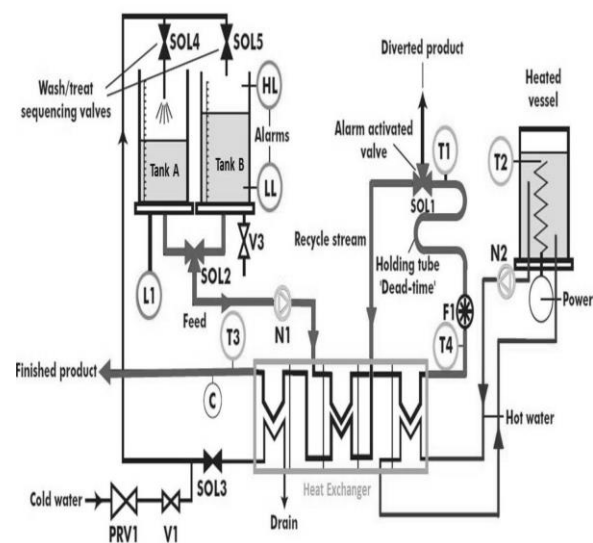 SOL4
SOL5
Wash/treat
sequencing valves
HL
Alarms
LL
Tank A
Tank B
L1
SOL2
V3
Feed
N1
Diverted product
Alarm activated
valve
T1
SOL1
Recycle stream
Holding tube
'Dead-time'
F1
T4
Heated
vessel
T2
N2
Power
T3
Finished product
C
Hot water
Heat Exchanger
SOL3
Cold water
PRV1
V1
Drain